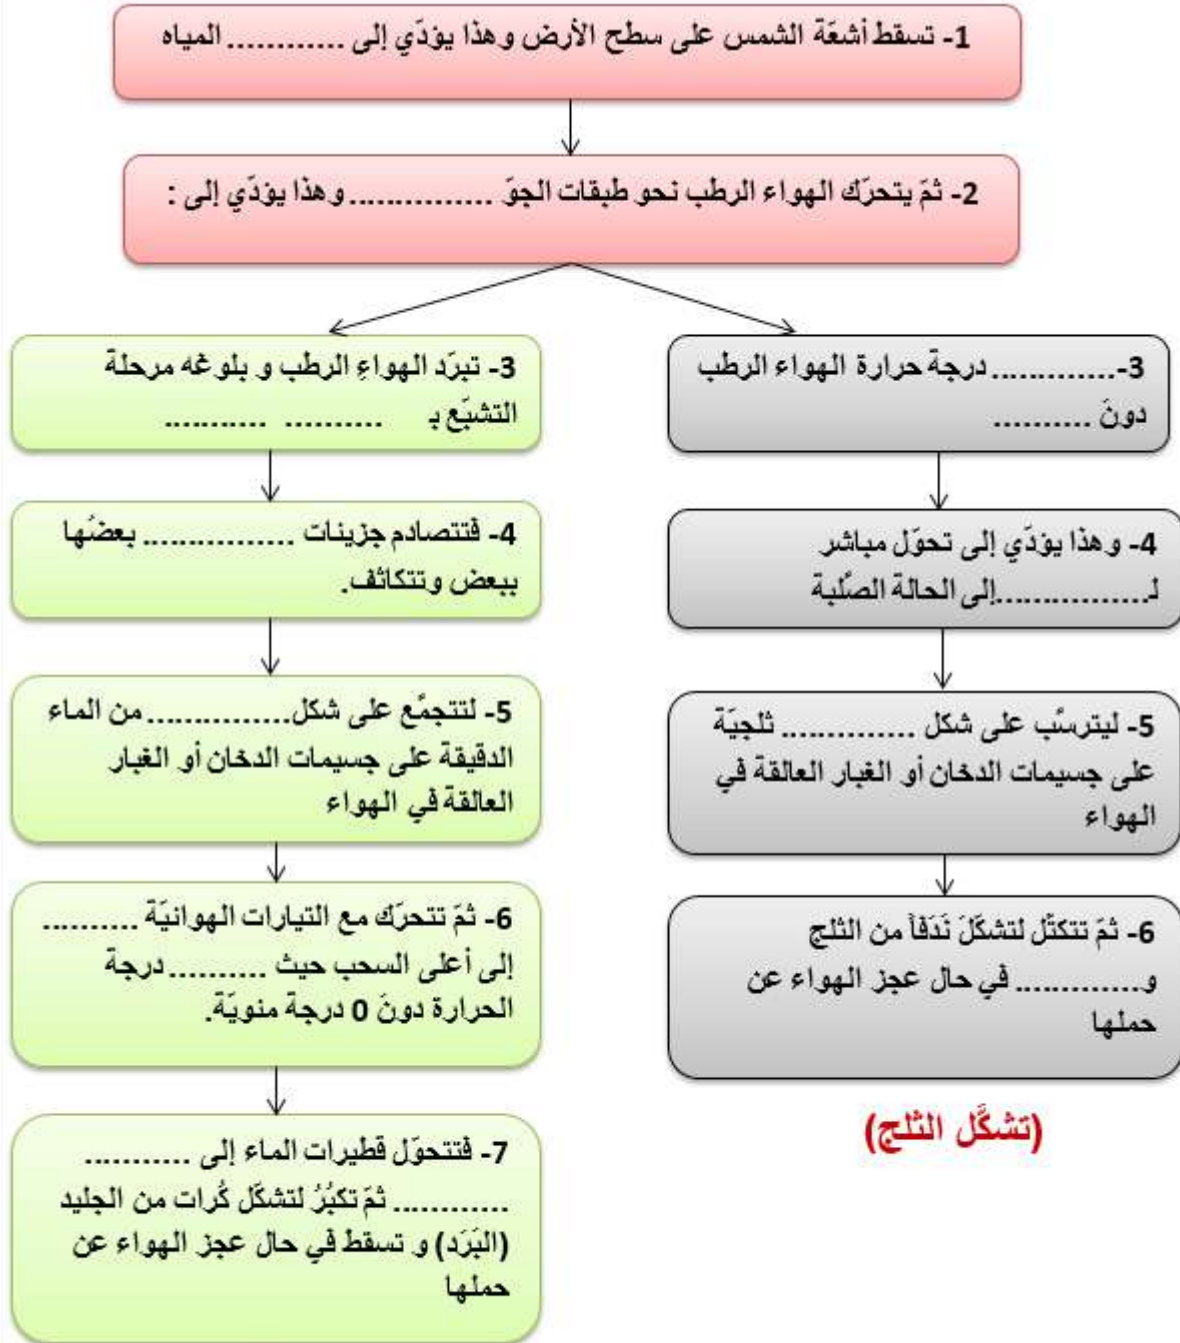 1- تسقط أشعّة الشمس على سطح الأرض وهذا يؤدّي إلى ............ المياه
2- ثمّ يتحرّك الهواء الرطب نحو طبقات الجوّ ............... وهذا يؤدّي إلى :
3-............. درجة حرارة الهواء الرطب
دونَ ..........
4- وهذا يؤدّي إلى تحوّل مباشر
لـ.................إلى الحالة الصَّلبة
5- ليترسَّب على شكل .............. ثلجيّة
على جسيمات الدخان أو الغبار العالقة في
الهواء
6- ثمّ تتكتّل لتشكّلَ نَدَفاً من الثلج
و............. في حال عجز الهواء عن
حملها
(تشكَّل الثلج)
3- تبرّد الهواءِ الرطب و بلوغه مرحلة
التشبّع بـ .......... ...........
4- فتتصادم جزيئات ................ بعضُها
ببعض وتتكاثف.
5- لتتجمَّع على شكل............... من الماء
الدقيقة على جسيمات الدخان أو الغبار
العالقة في الهواء
6- ثمّ تتحرّك مع التيارات الهوائيّة ..........
إلى أعلى السحب حيث .......... درجة
الحرارة دونَ 0 درجة مئويّة.
7- فتتحوّل قطيرات الماء إلى ...........
............ ثمّ تكبُرُ لتشكّل كُرات من الجليد
(البَرَد) و تسقط في حال عجز الهواء عن
حملها